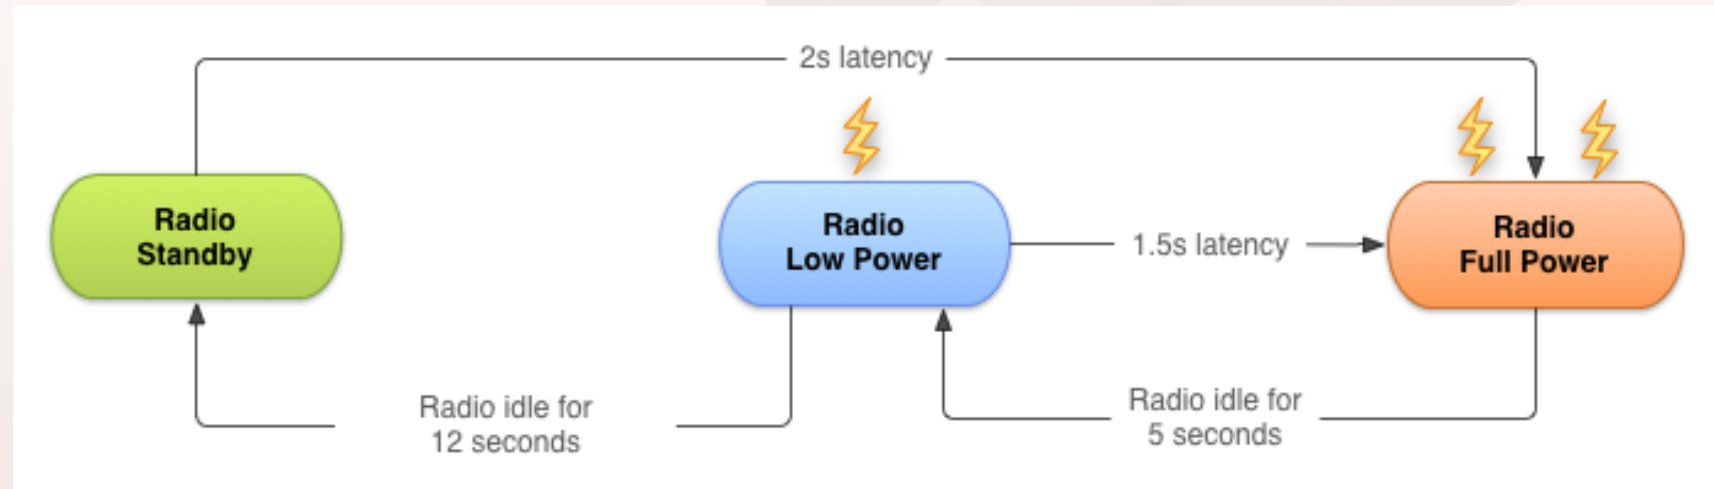 2s latency
Radio
Standby
Radio
Low Power
1.5s latency
Radio
Full Power
Radio idle for
12 seconds
Radio idle for
5 seconds